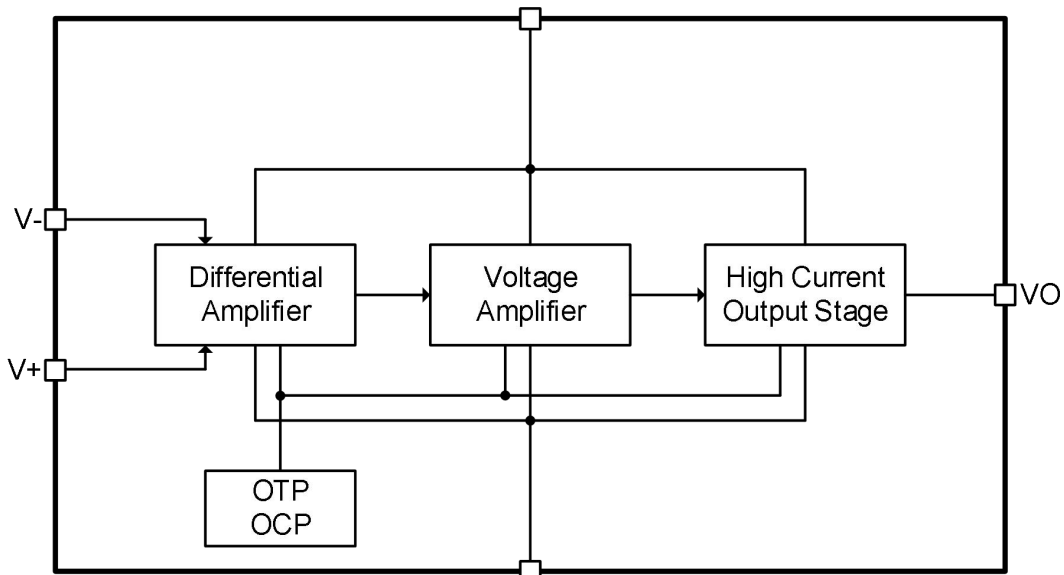 V-
V+
Differential
Amplifier
Voltage
Amplifier
High Current
Output Stage
VO
OTP
OCP